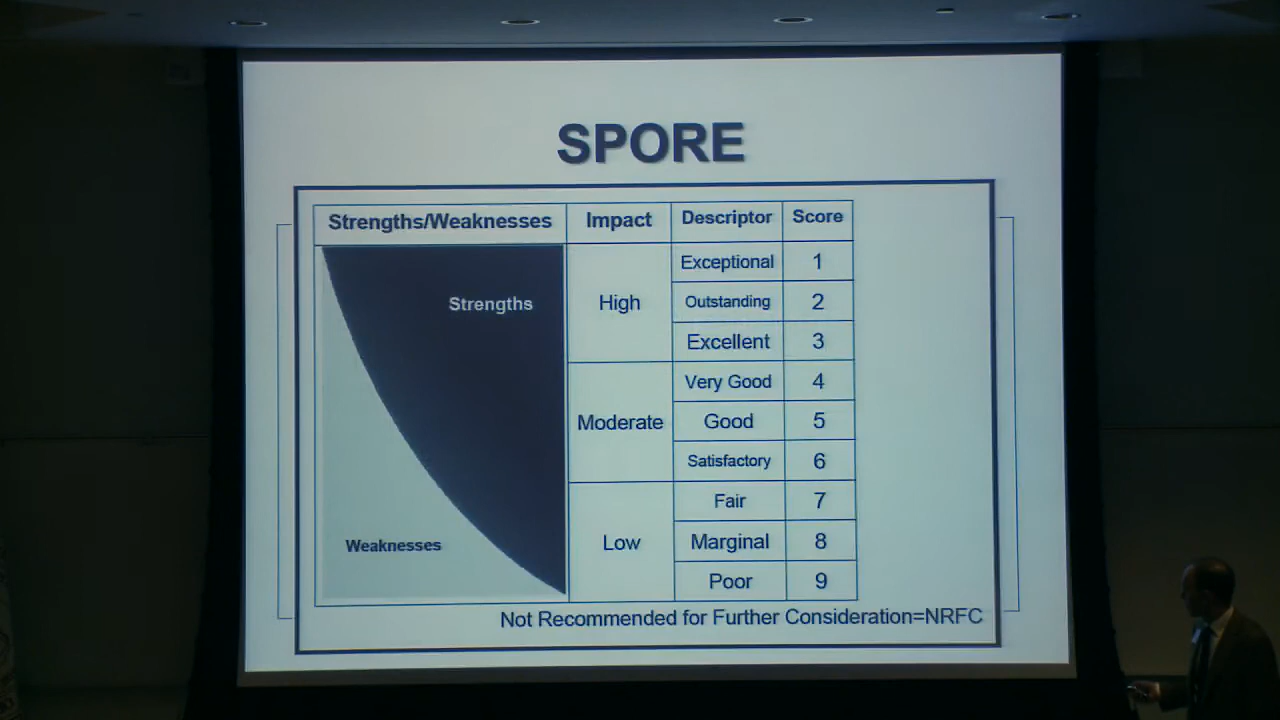 SPORE
Strengths/Weaknesses Impact Descriptor Score
Exceptional 1
Strengths High Outstanding 2
Excellent 3
Very Good 4
Moderate Good 5
Satisfactory 6
Fair 7
Weaknesses Low Marginal 8
Poor 9
Not Recommended for Further Consideration=NRFC